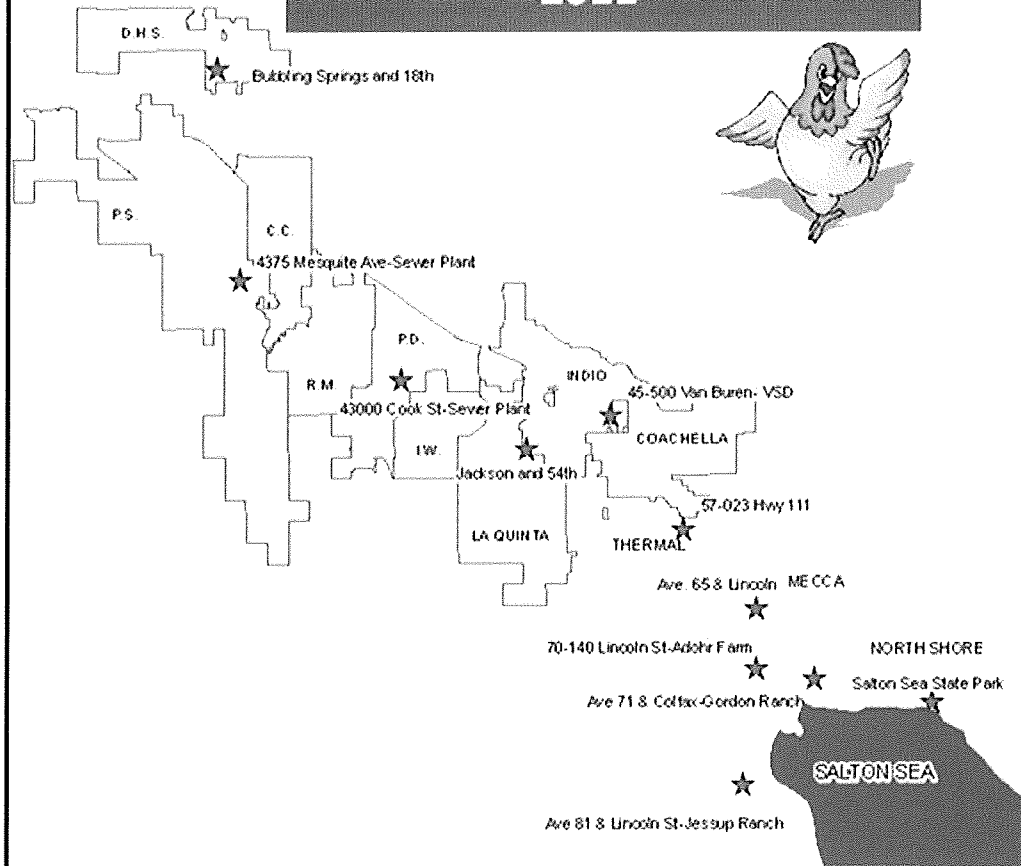 D.H.S.
Bubbling Springs and 18th
P.S.
C.C.
4375 Mesquite Ave-Sewer Plant
P.D.
R.M.
INDIO
45-500 Van Buren- VSD
43000 Cook St-Sewer Plant
COACHELLA
I.W.
Jackson and 54th
57-023 Hwy 111
LA QUINTA
THERMAL
Ave. 65 & Lincoln
MECCA
70-140 Lincoln St-Adohr Farm
NORTH SHORE
Salton Sea State Park
Ave 71 & Colfax-Gordon Ranch
SALTON SEA
Ave 81 & Lincoln St-Jessup Ranch